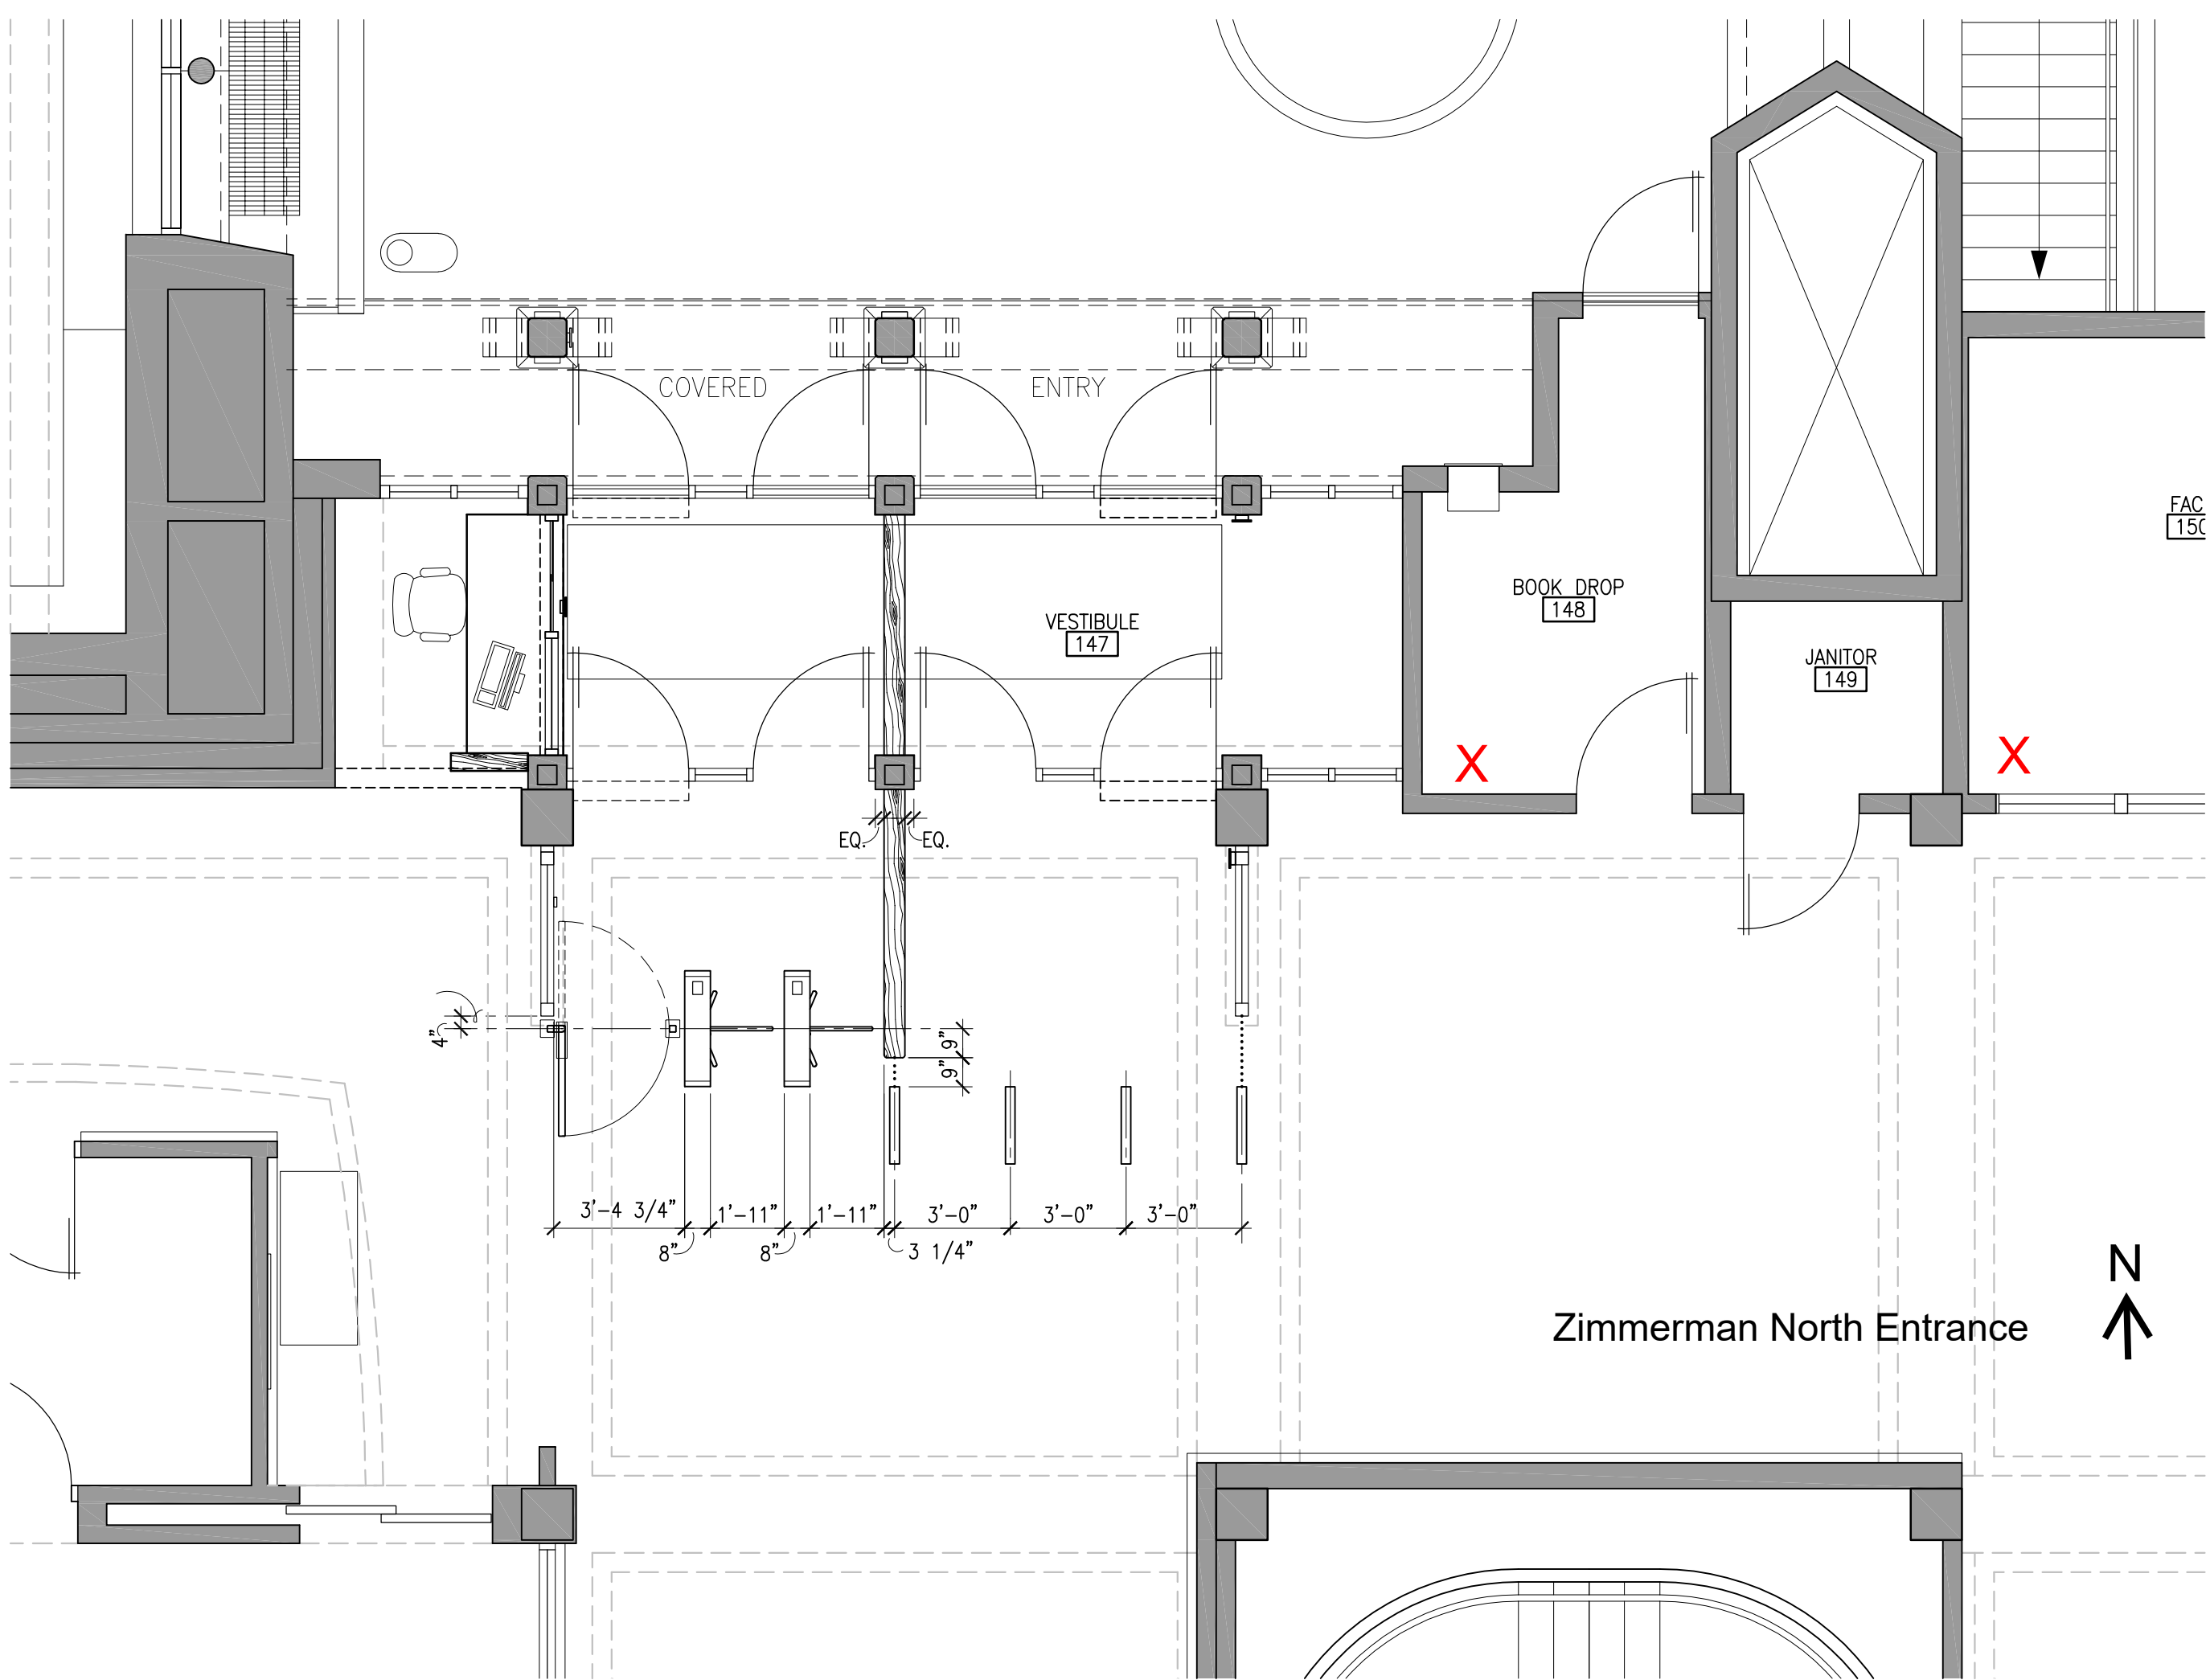 COVERED ENTRY
FAC
150
BOOK DROP
148
VESTIBULE
147
JANITOR
149
X
X
EQ. EQ.
4"
9"
9"
3'-4 3/4" 1'-11" 1'-11" 3'-0" 3'-0" 3'-0"
8" 8" 3 1/4"
N
Zimmerman North Entrance